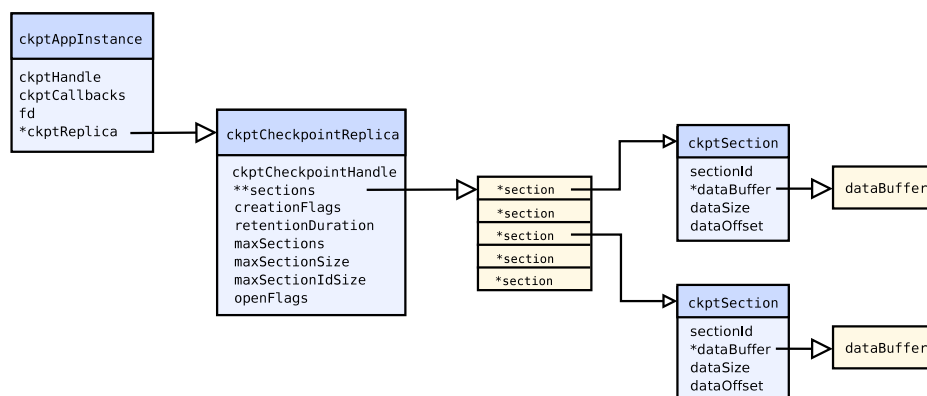 ckptAppInstance
ckptHandle
ckptCallbacks
fd
*ckptReplica
ckptCheckpointReplica
ckptCheckpointHandle
**sections
creationFlags
retentionDuration
maxSections
maxSectionSize
maxSectionIdSize
openFlags
*section
*section
*section
*section
*section
ckptSection
sectionId
*dataBuffer
dataSize
dataOffset
dataBuffer
ckptSection
sectionId
*dataBuffer
dataSize
dataOffset
dataBuffer